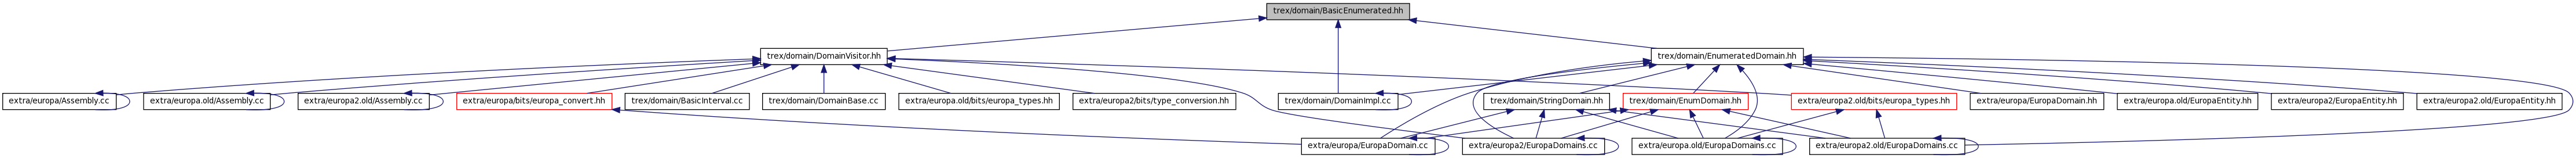 trex/domain/BasicEnumerated.hh
trex/domain/DomainVisitor.hh
trex/domain/EnumeratedDomain.hh
extra/europa/Assembly.cc
extra/europa.old/Assembly.cc
extra/europa2.old/Assembly.cc
extra/europa/bits/europa_convert.hh
trex/domain/BasicInterval.cc
trex/domain/DomainBase.cc
extra/europa.old/bits/europa_types.hh
extra/europa2/bits/type_conversion.hh
trex/domain/DomainImpl.cc
trex/domain/StringDomain.hh
trex/domain/EnumDomain.hh
extra/europa2.old/bits/europa_types.hh
extra/europa/EuropaDomain.hh
extra/europa.old/EuropaEntity.hh
extra/europa2/EuropaEntity.hh
extra/europa2.old/EuropaEntity.hh
extra/europa/EuropaDomain.cc
extra/europa2/EuropaDomains.cc
extra/europa.old/EuropaDomains.cc
extra/europa2.old/EuropaDomains.cc